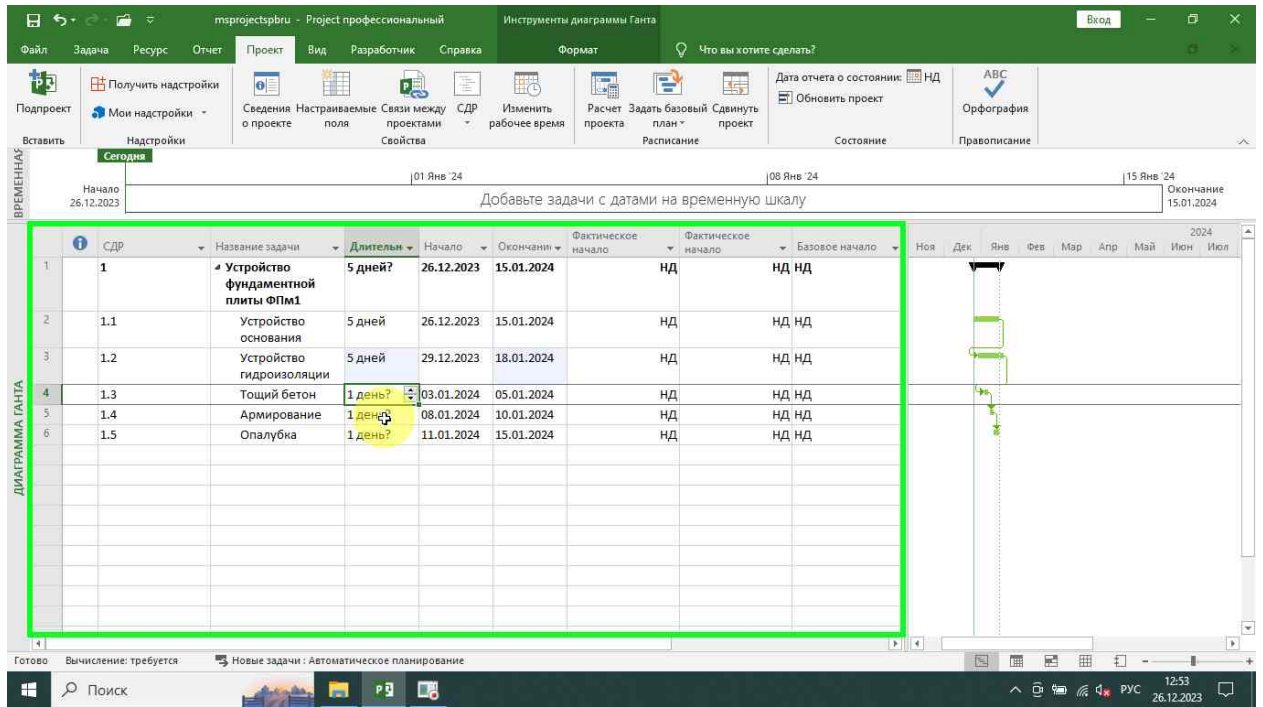 msprojectspbru - Project профессиональный
Инструменты диаграммы Ганта
Вход
Файл Задача Ресурс Отчет Проект Вид Разработчик Справка Формат Что вы хотите сделать?
Подпроект
Получить надстройки
Мои надстройки
Сведения о проекте
Настраиваемые поля
Связи между проектами
СДР
Изменить рабочее время
Расчет проекта
Задать базовый план
Сдвинуть проект
Дата отчета о состоянии: НД
Обновить проект
ABC
Орфография
Вставить Надстройки Свойства Расписание Состояние Правописание
ВРЕМЕННАЯ
Сегодня
01 Янв '24 08 Янв '24 15 Янв '24
Начало
26.12.2023
Добавьте задачи с датами на временную шкалу
Окончание
15.01.2024
СДР Название задачи Длительн Начало Окончани Фактическое начало Фактическое начало Базовое начало
2024
Ноя Дек Янв Фев Мар Апр Май Июн Июл
1 1 Устройство 5 дней? 26.12.2023 15.01.2024 НД НД НД
фундаментной
плиты ФПм1
2 1.1 Устройство 5 дней 26.12.2023 15.01.2024 НД НД НД
основания
3 1.2 Устройство 5 дней 29.12.2023 18.01.2024 НД НД НД
гидроизоляции
4 1.3 Тощий бетон 1 день? 03.01.2024 05.01.2024 НД НД НД
5 1.4 Армирование 1 день? 08.01.2024 10.01.2024 НД НД НД
6 1.5 Опалубка 1 день? 11.01.2024 15.01.2024 НД НД НД
ДИАГРАММА ГАНТА
Готово Вычисление: требуется Новые задачи : Автоматическое планирование
Поиск
РУС
12:53
26.12.2023